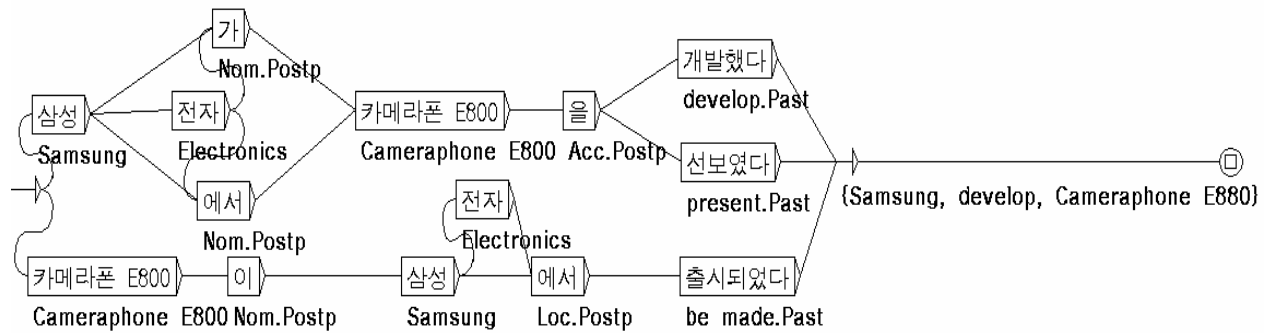 가
Nom.Postp
삼성
Samsung
전자
Electronics
에서
Nom.Postp
카메라폰 E800
Cameraphone E800
을
Acc.Postp
개발했다
develop.Past
선보였다
present.Past
{Samsung, develop, Cameraphone E880}
카메라폰 E800
Cameraphone E800
이
Nom.Postp
삼성
Samsung
전자
Electronics
에서
Loc.Postp
출시되었다
be made.Past